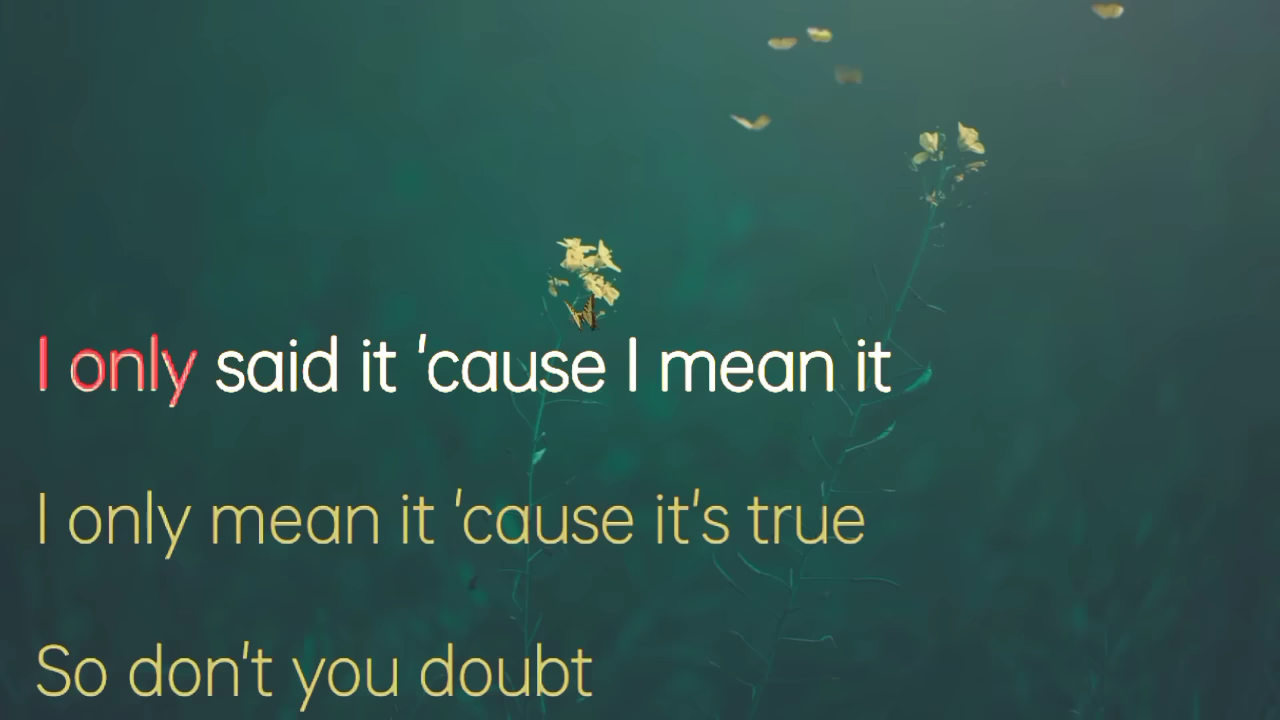 I only said it 'cause I mean it
I only mean it 'cause it's true
So don't you doubt